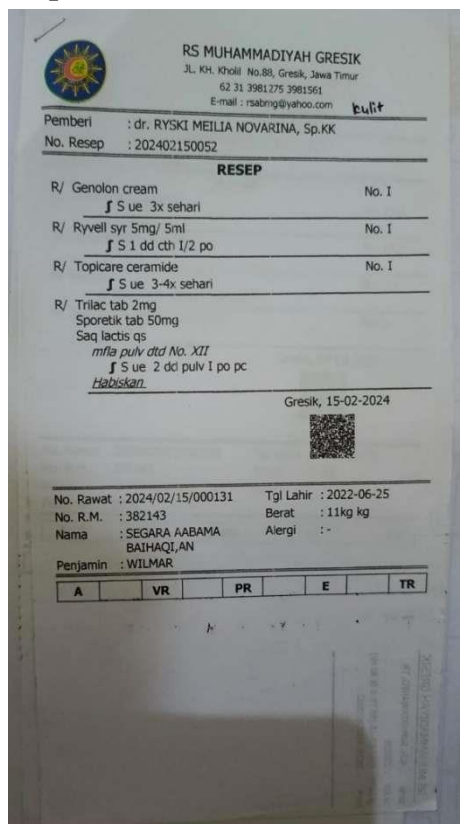 RS MUHAMMADIYAH GRESIK
JL. KH. Kholil No.88, Gresik, Jawa Timur
62 31 3981275 3981561
E-mail : rsabmg@yahoo.com
kulit
Pemberi : dr. RYSKI MEILIA NOVARINA, Sp.KK
No. Resep : 202402150052
RESEP
R/ Genolon cream No. I
∫ S ue 3x sehari
R/ Ryvell syr 5mg/ 5ml No. I
∫ S 1 dd cth I/2 po
R/ Topicare ceramide No. I
∫ S ue 3-4x sehari
R/ Trilac tab 2mg
Sporetik tab 50mg
Saq lactis qs
mfla pulv dtd No. XII
∫ S ue 2 dd pulv I po pc
Habiskan
Gresik, 15-02-2024
No. Rawat : 2024/02/15/000131 Tgl Lahir : 2022-06-25
No. R.M. : 382143 Berat : 11kg kg
Nama : SEGARA AABAMA Alergi : -
BAIHAQI,AN
Penjamin : WILMAR
A VR PR E TR